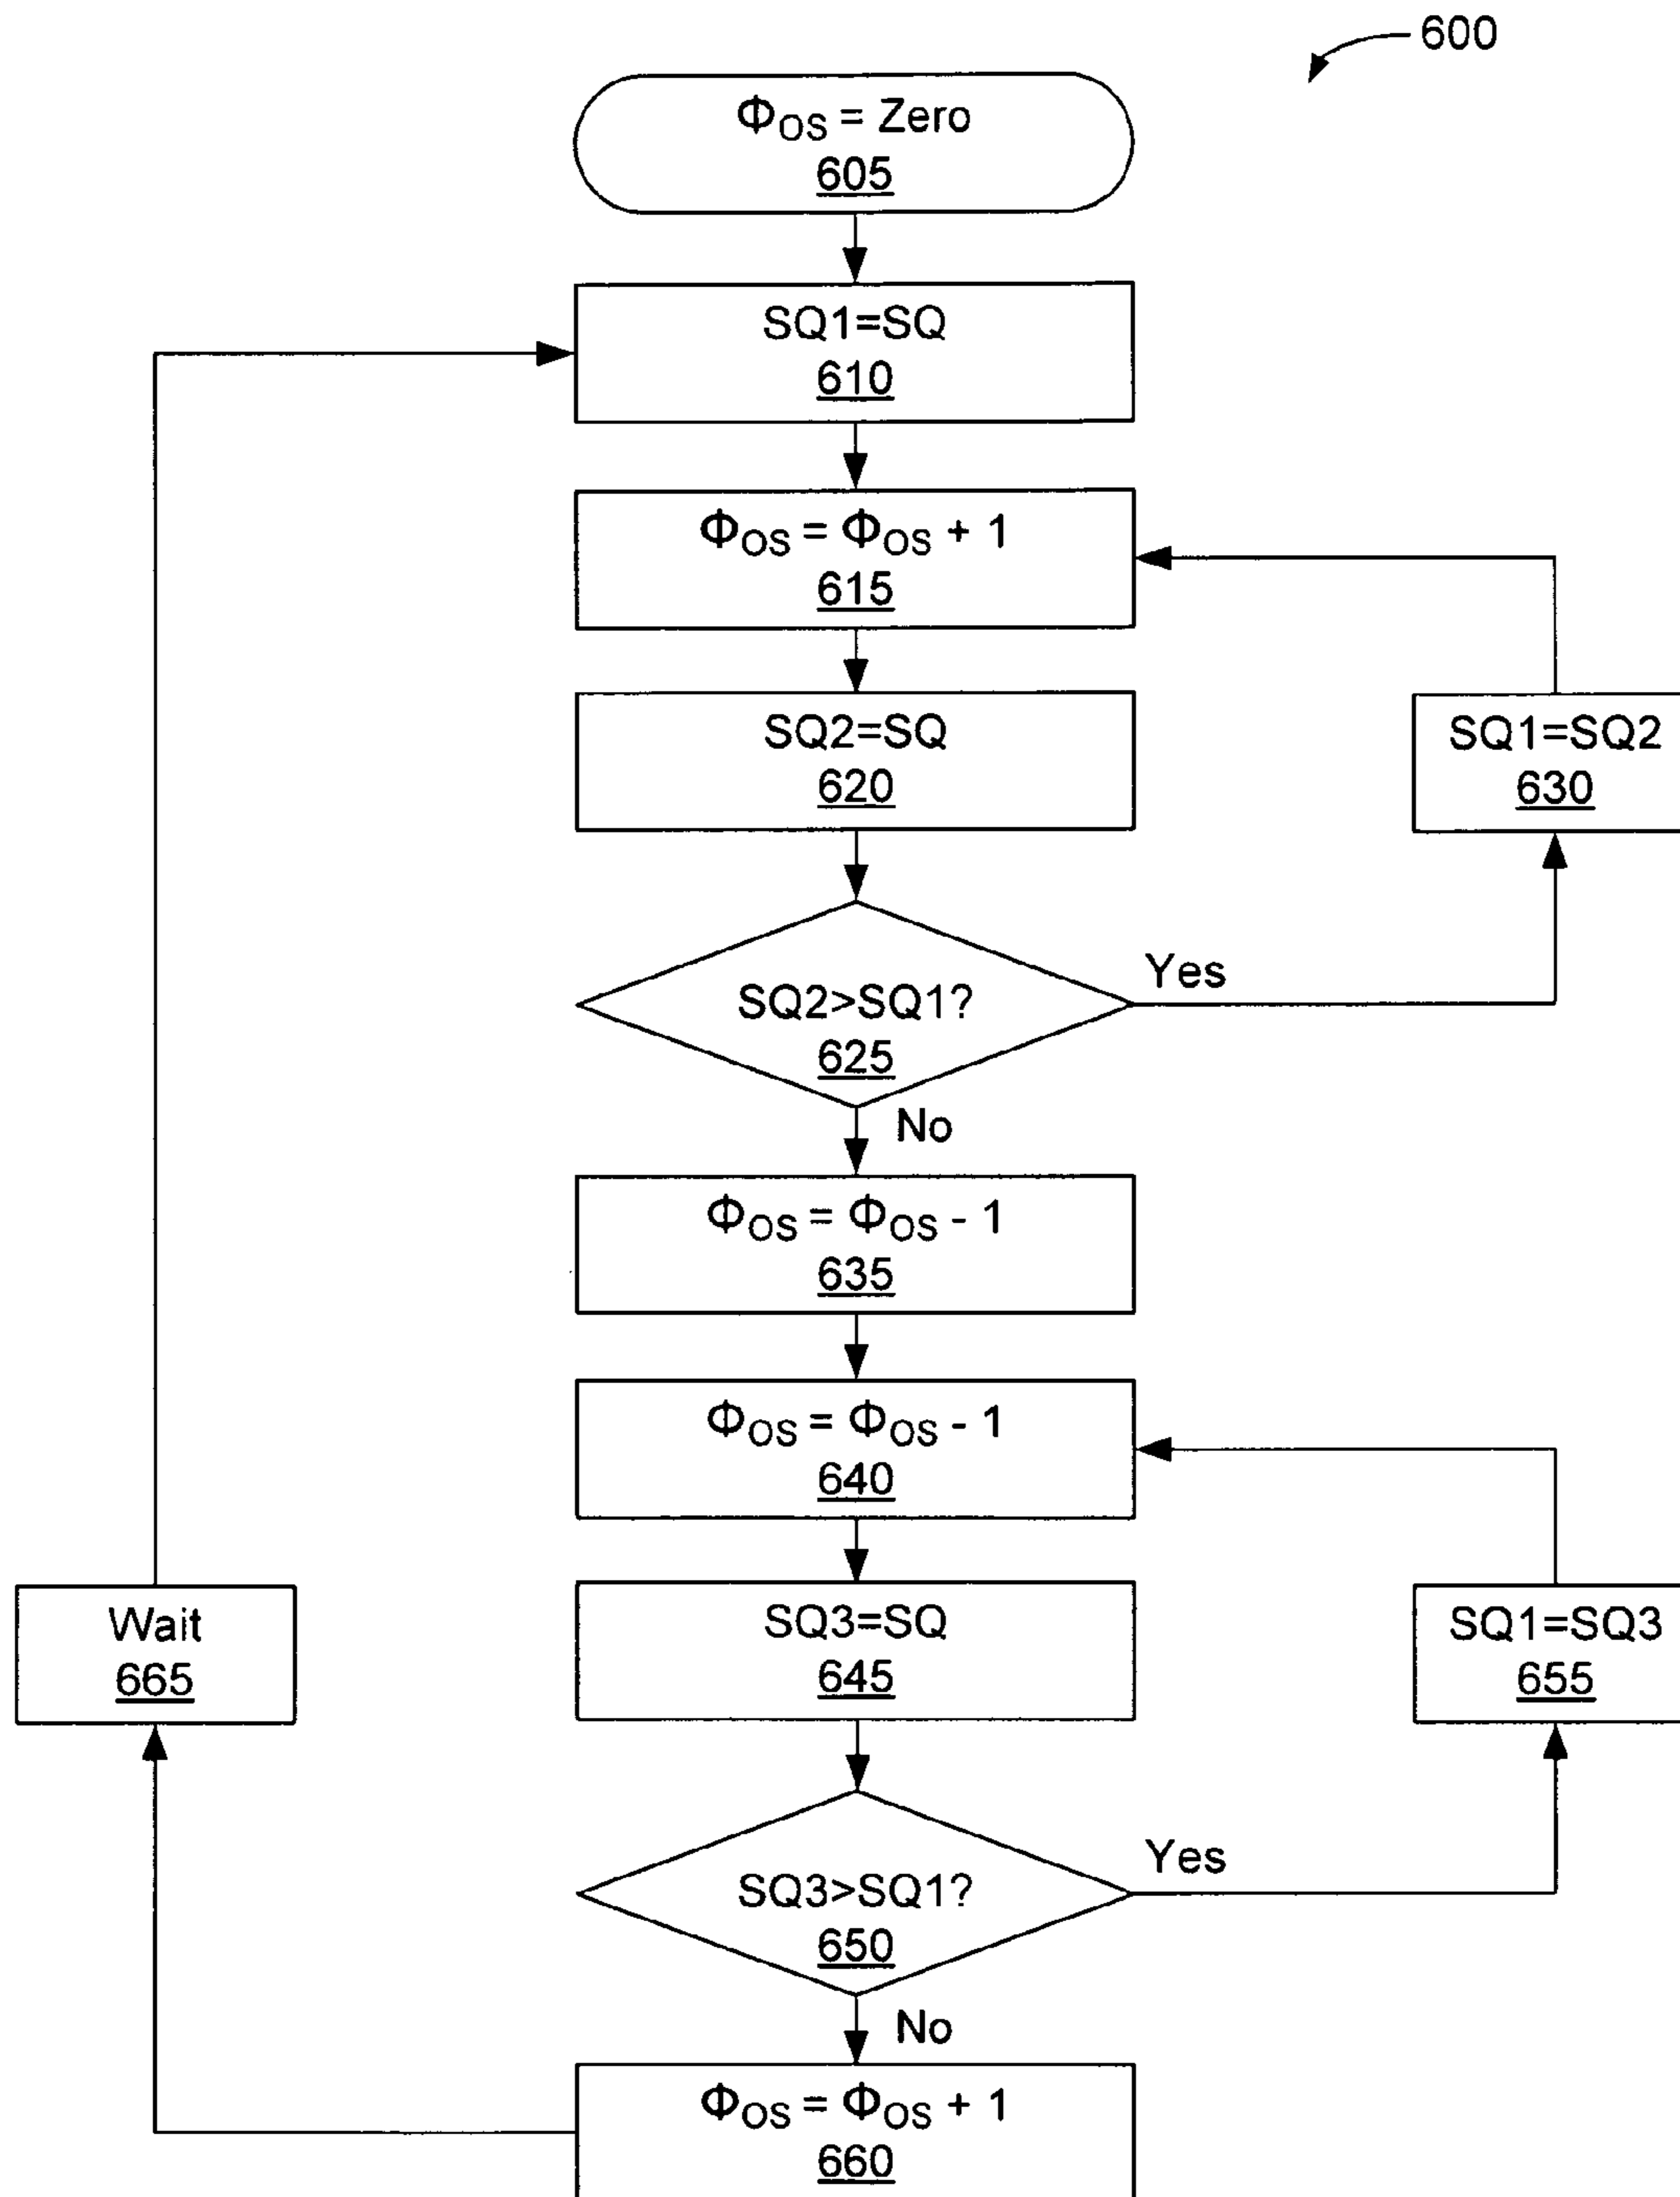 600
ΦOS = Zero
605
SQ1=SQ
610
ΦOS = ΦOS + 1
615
SQ2=SQ
620
SQ1=SQ2
630
Yes
SQ2>SQ1?
625
No
ΦOS = ΦOS - 1
635
ΦOS = ΦOS - 1
640
Wait
665
SQ3=SQ
645
SQ1=SQ3
655
Yes
SQ3>SQ1?
650
No
ΦOS = ΦOS + 1
660